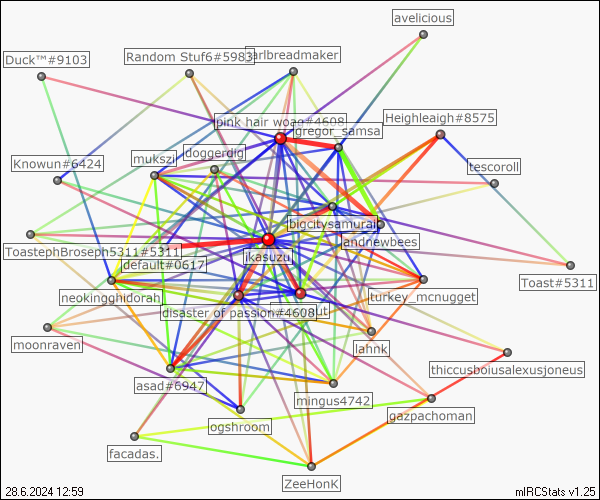 avelicious
Duck™#9103
Random Stuf6#5983
arlbreadmaker
pink hair woag#4608
gregor_samsa
Heighleaigh#8575
Knowun#6424
mukszi
doggerdig
tescoroll
bigcitysamurai
landnewbees
ToastephBroseph5311#5311
default#0617
ikasuzu
Toast#5311
neokingghidorah
disaster of passion#4608
ut
turkey_mcnugget
moonraven
lahnk
thiccusboiusalexusjoneus
asad#6947
mingus4742
gazpachoman
ogshroom
facadas.
ZeeHonK
28.6.2024 12:59
mIRCStats v1.25